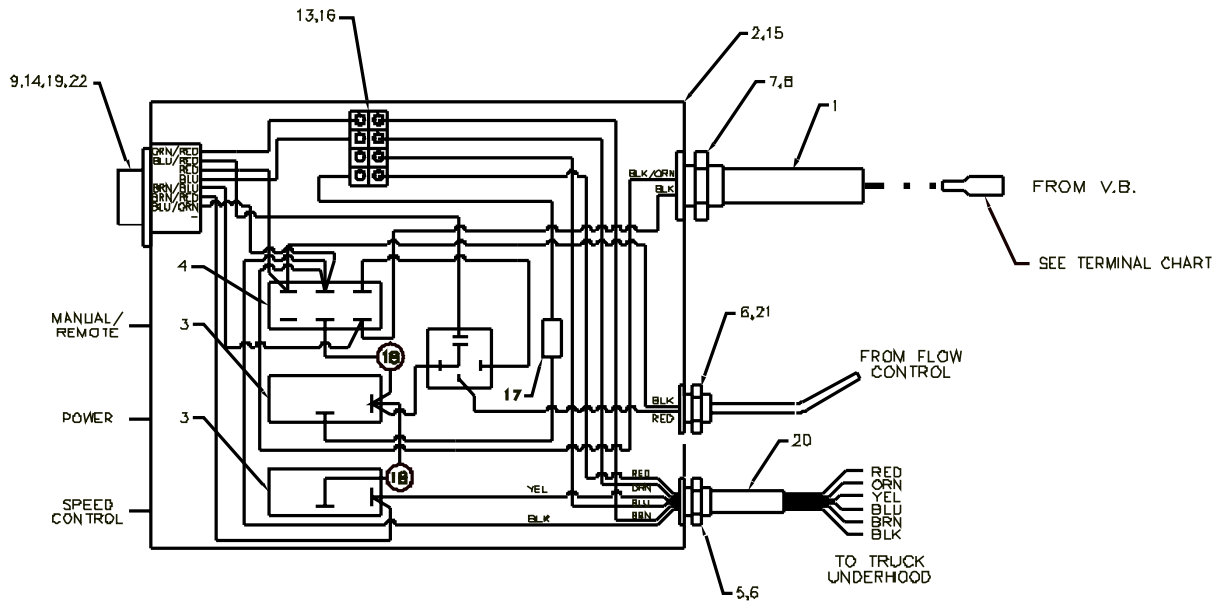 13,16
2,15
9,14,19,22
7,8
1
ORN/RED
BLU/RED
RED
BLU
BRN/BLU
BRN/RED
BLU/ORN
-
BLK/ORN
BLK
FROM V.B.
SEE TERMINAL CHART
4
MANUAL/
REMOTE
3
18
17
6,21
FROM FLOW
CONTROL
BLK
RED
POWER
3
18
20
SPEED
CONTROL
YEL
BLK
RED
ORN
BLU
BRN
RED
ORN
YEL
BLU
BRN
BLK
TO TRUCK
UNDERHOOD
5,6